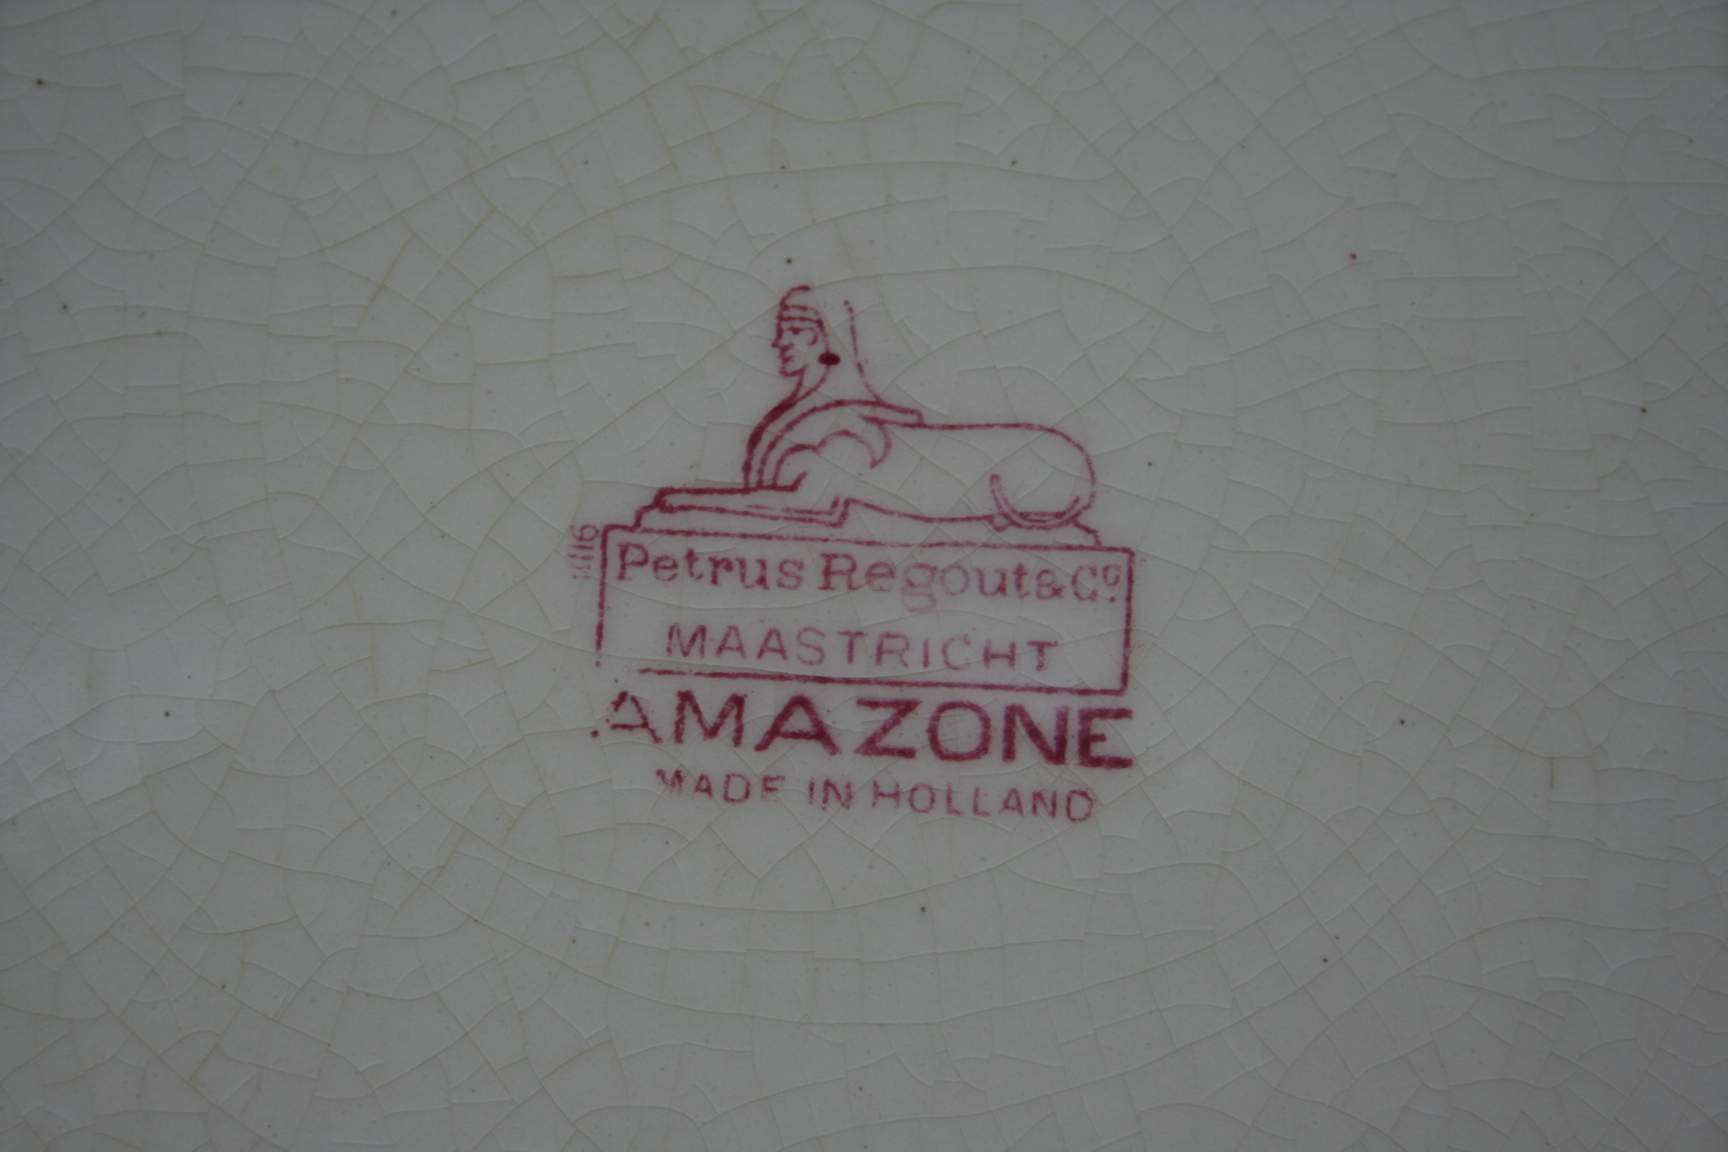 Petrus Regout & Co.
MAASTRICHT
AMAZONE
MADE IN HOLLAND